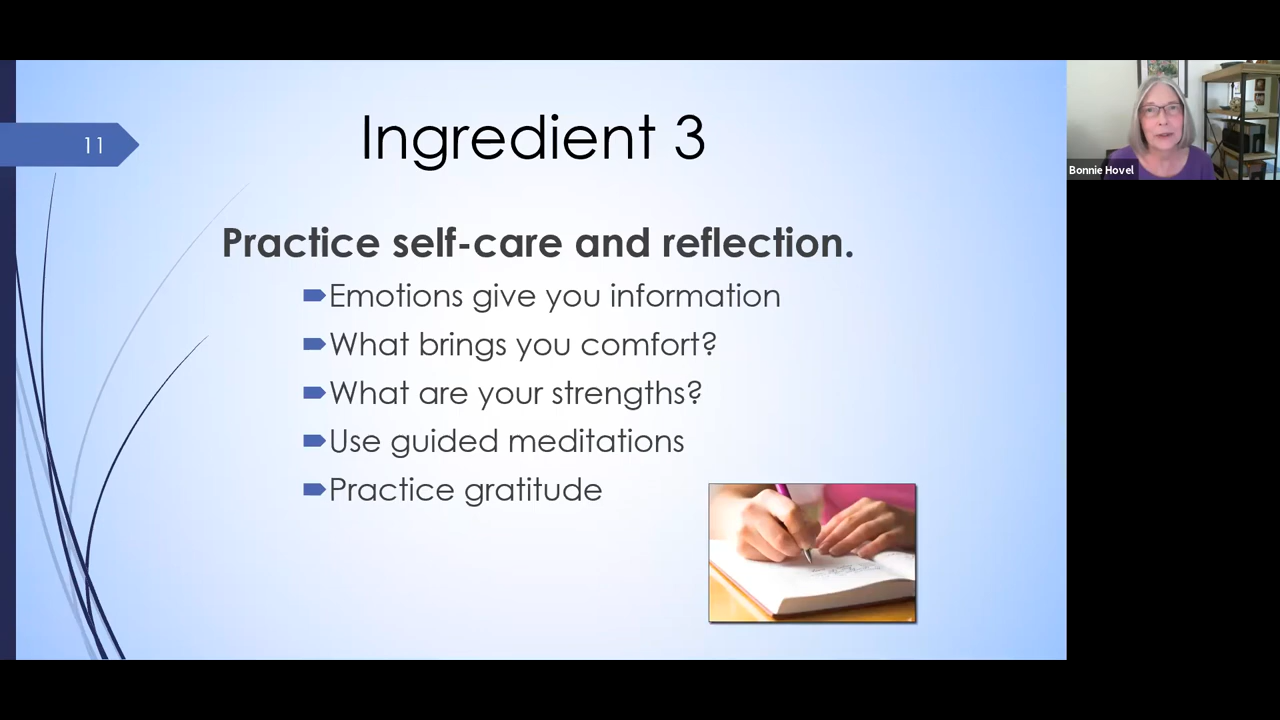 11
Ingredient 3
Practice self-care and reflection.
Emotions give you information
What brings you comfort?
What are your strengths?
Use guided meditations
Practice gratitude
Bonnie Hovel